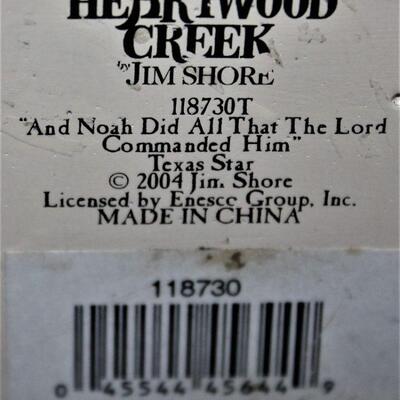 HEARTWOOD
CREEK
by JIM SHORE
118730T
"And Noah Did All That The Lord
Commanded Him"
Texas Star
© 2004 Jim Shore
Licensed by Enesco Group, Inc.
MADE IN CHINA
118730
0 45544 45644 9